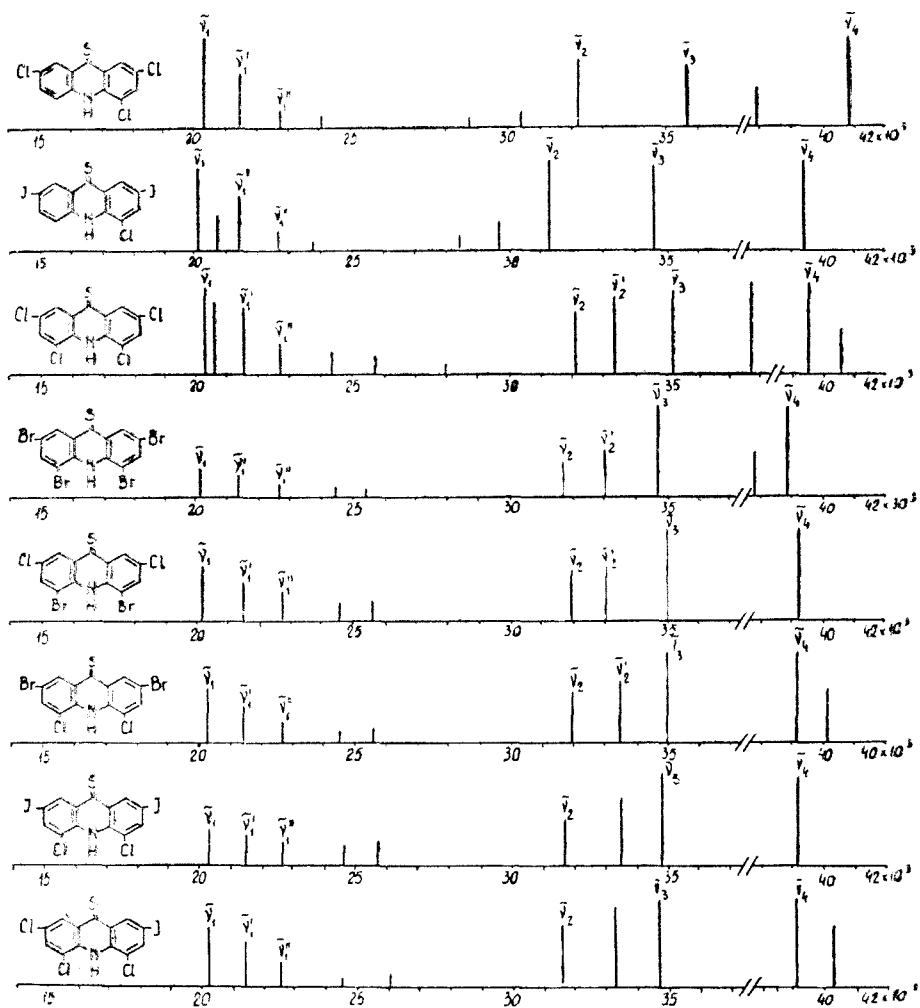 S ν̃₁ ν̃₁' ν̃₁'' ν̃₂ ν̃₃ ν̃₄
Cl Cl
N
H Cl
15 20 25 30 35 40 42×10³
S ν̃₁ ν̃₁' ν̃₁'' ν̃₂ ν̃₃ ν̃₄
J J
N
H Cl
15 20 25 30 35 40 42×10³
S ν̃₁ ν̃₁' ν̃₁'' ν̃₂ ν̃₂' ν̃₃ ν̃₄
Cl Cl
N
Cl H Cl
15 20 25 30 35 40 42×10³
S ν̃₁ ν̃₁' ν̃₁'' ν̃₂ ν̃₂' ν̃₃ ν̃₄
Br Br
N
Br H Br
15 20 25 30 35 40 42×10³
S ν̃₁ ν̃₁' ν̃₁'' ν̃₂ ν̃₂' ν̃₃ ν̃₄
Cl Cl
N
Br H Br
15 20 25 30 35 40 42×10³
S ν̃₁ ν̃₁' ν̃₁'' ν̃₂ ν̃₂' ν̃₃ ν̃₄
Br Br
N
Cl H Cl
15 20 25 30 35 40 40×10³
S ν̃₁ ν̃₁' ν̃₁'' ν̃₂ ν̃₃ ν̃₄
J J
N
Cl H Cl
15 20 25 30 35 40 42×10³
S ν̃₁ ν̃₁' ν̃₁'' ν̃₂ ν̃₃ ν̃₄
Cl J
N
Cl H Cl
15 20 25 30 35 40 42×10³